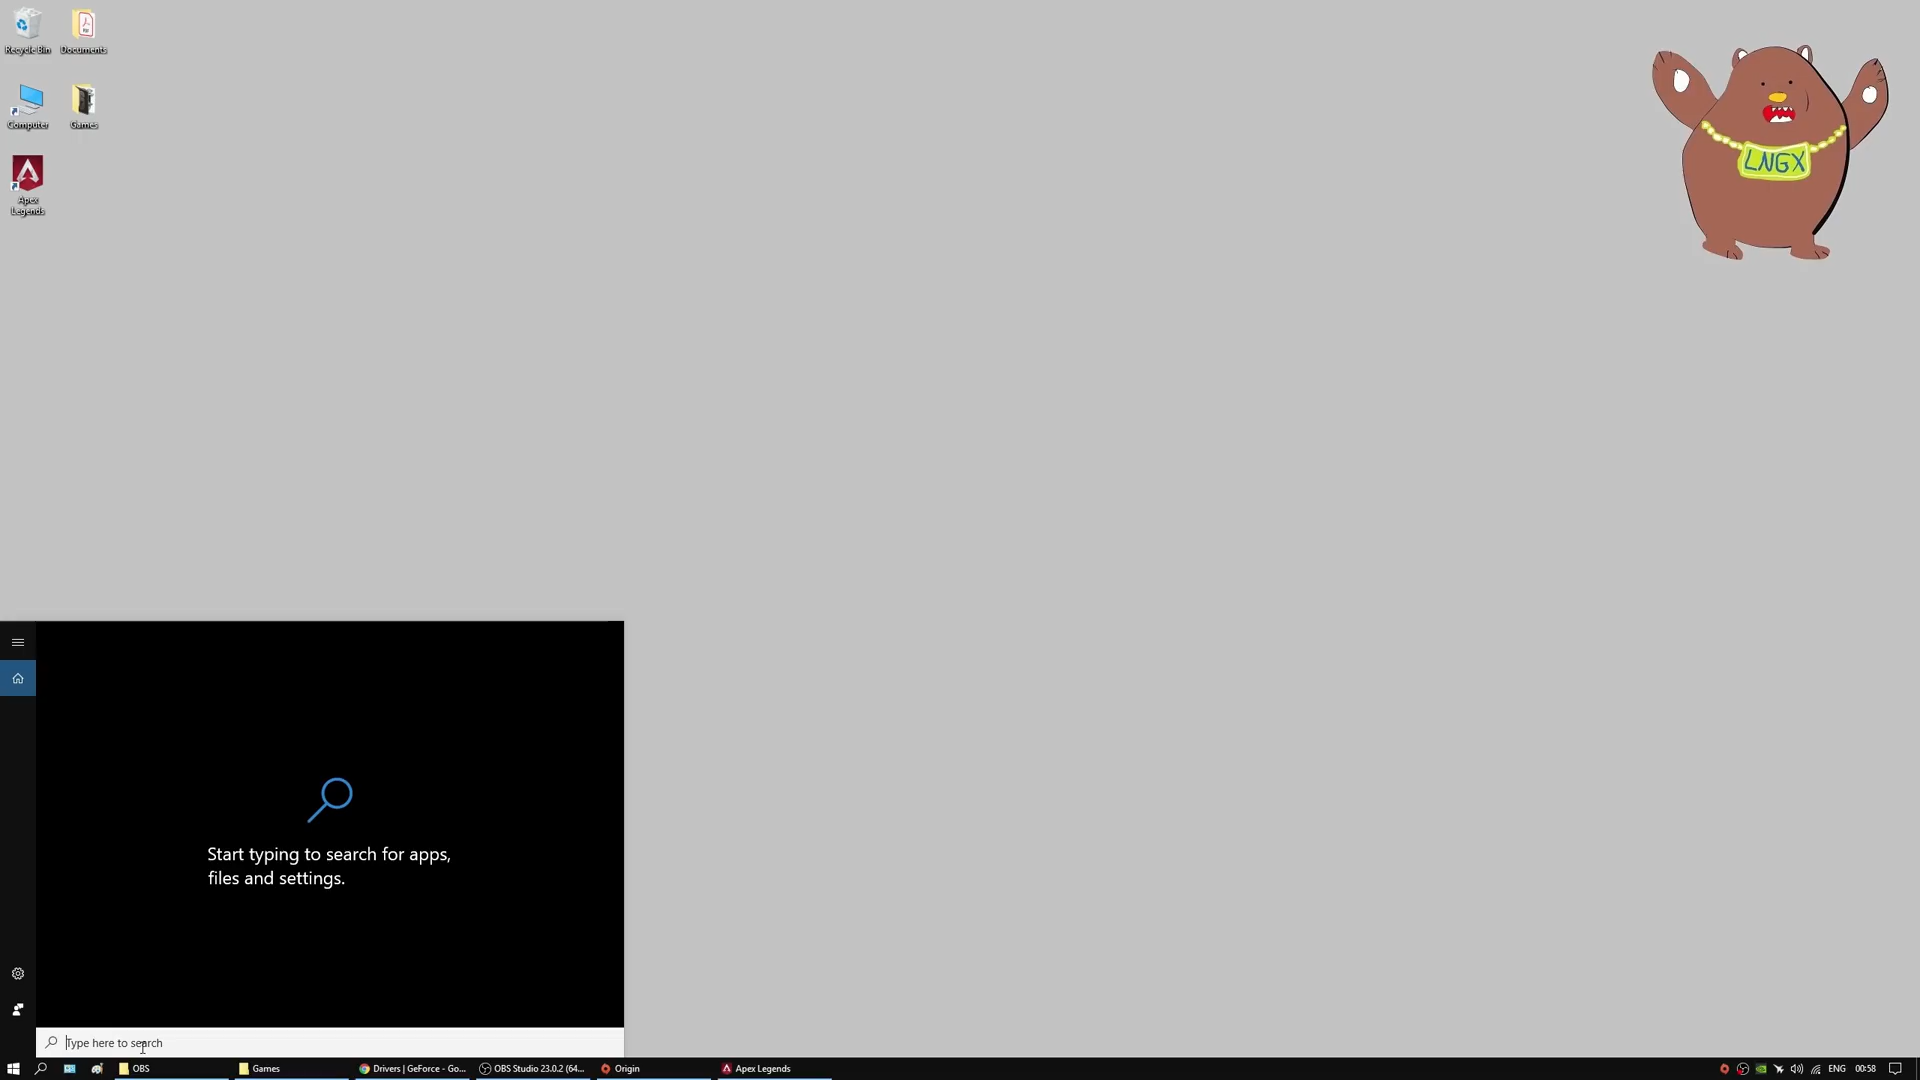 Recycle Bin
Documents
Computer
Games
Apex
Legends
LNGX
Start typing to search for apps,
files and settings.
Type here to search
OBS
Games
Drivers | GeForce - Go...
OBS Studio 23.0.2 (64...
Origin
Apex Legends
ENG
00:58